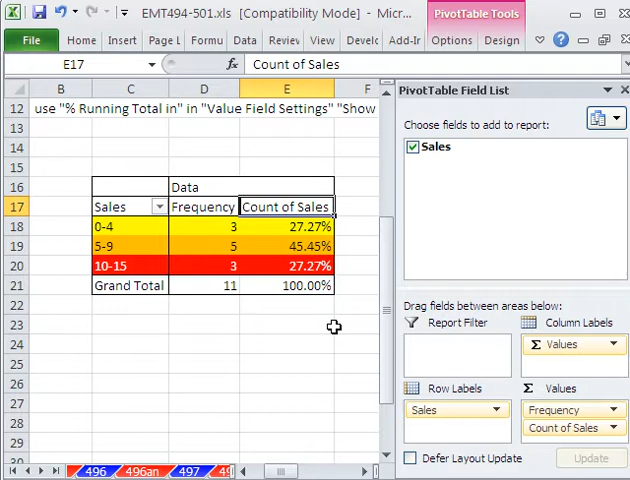 EMT494-501.xls [Compatibility Mode] - Micr...
PivotTable Tools
File Home Insert Page Form Data Review View Devel Add-Ir Options Design
E17 fx Count of Sales
B C D E F
12 use "% Running Total in" in "Value Field Settings" "Show
13
14
15
16 Data
17 Sales Frequency Count of Sales
18 0-4 3 27.27%
19 5-9 5 45.45%
20 10-15 3 27.27%
21 Grand Total 11 100.00%
22
23
24
25
26
27
28
29
496 496an 497 49
PivotTable Field List
Choose fields to add to report:
Sales
Drag fields between areas below:
Report Filter Column Labels
Σ Values
Row Labels Σ Values
Sales Frequency
Count of Sales
Defer Layout Update Update